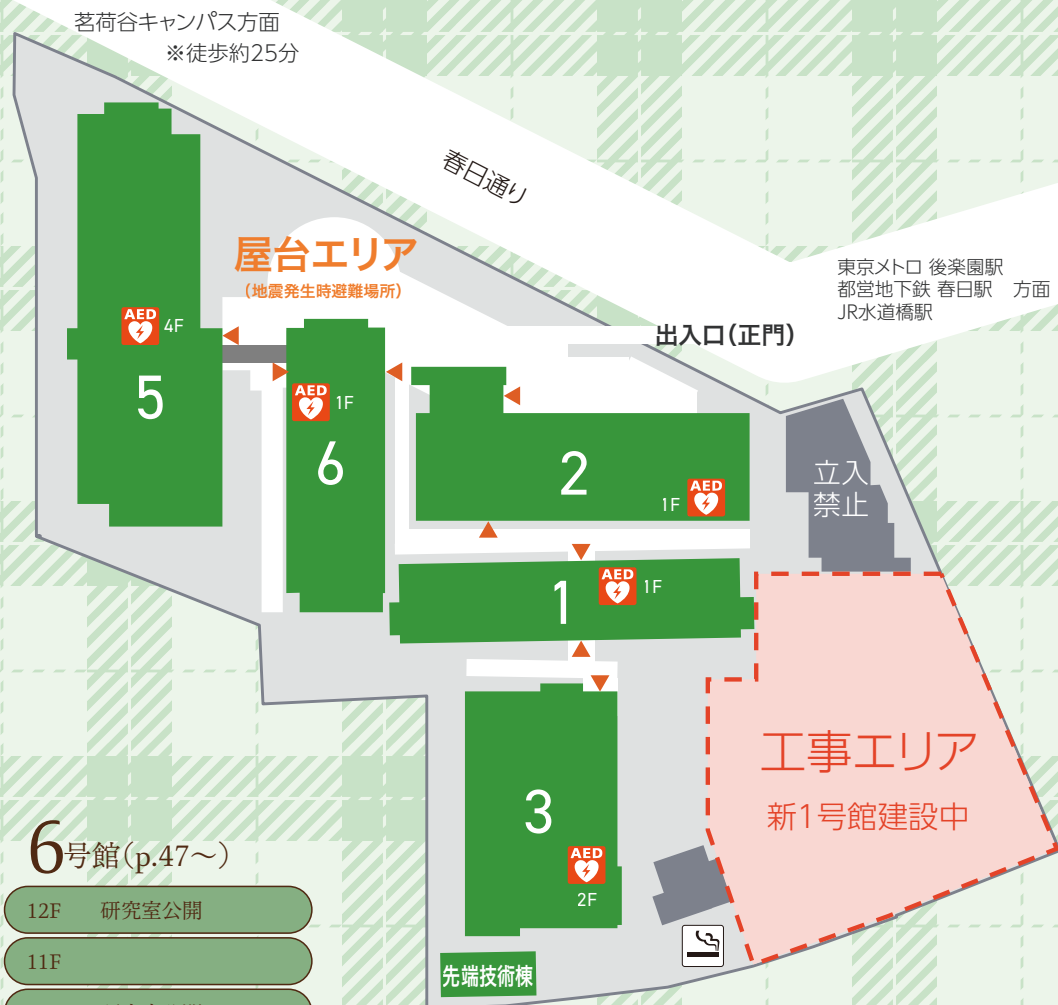 茗荷谷キャンパス方面
※徒歩約25分
春日通り
屋台エリア
(地震発生時避難場所)
東京メトロ 後楽園駅
都営地下鉄 春日駅 方面
JR水道橋駅
出入口(正門)
AED 4F
5
AED 1F
6
2
AED 1F
立入
禁止
1
AED 1F
工事エリア
新1号館建設中
3
AED
2F
先端技術棟
6号館(p.47〜)
12F 研究室公開
11F